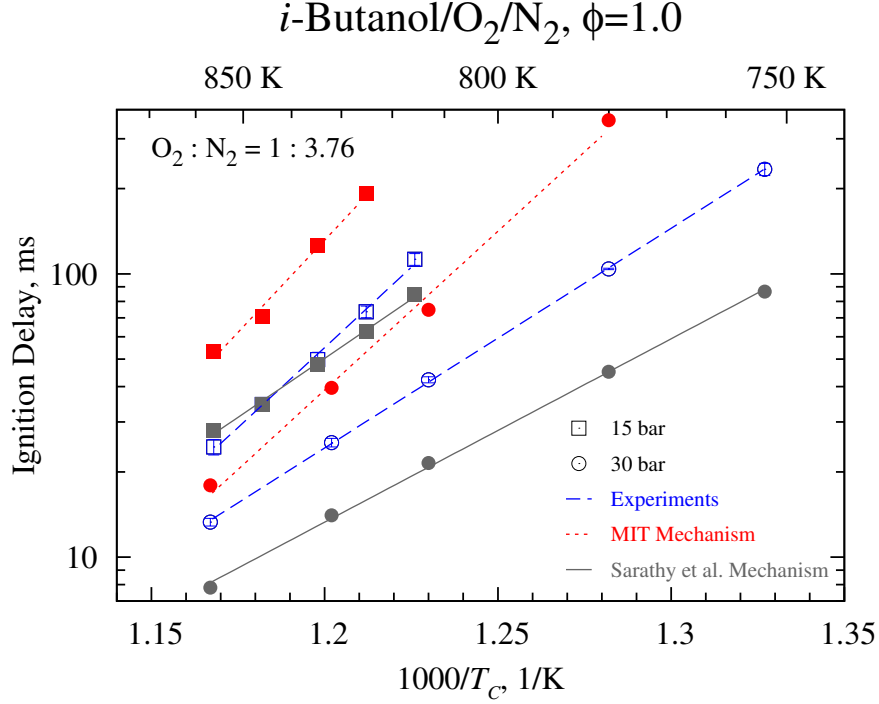 i-Butanol/O₂/N₂, ϕ=1.0
850 K 800 K 750 K
O₂ : N₂ = 1 : 3.76
Ignition Delay, ms
100
10
15 bar
30 bar
Experiments
MIT Mechanism
Sarathy et al. Mechanism
1.15 1.2 1.25 1.3 1.35
1000/T_C, 1/K